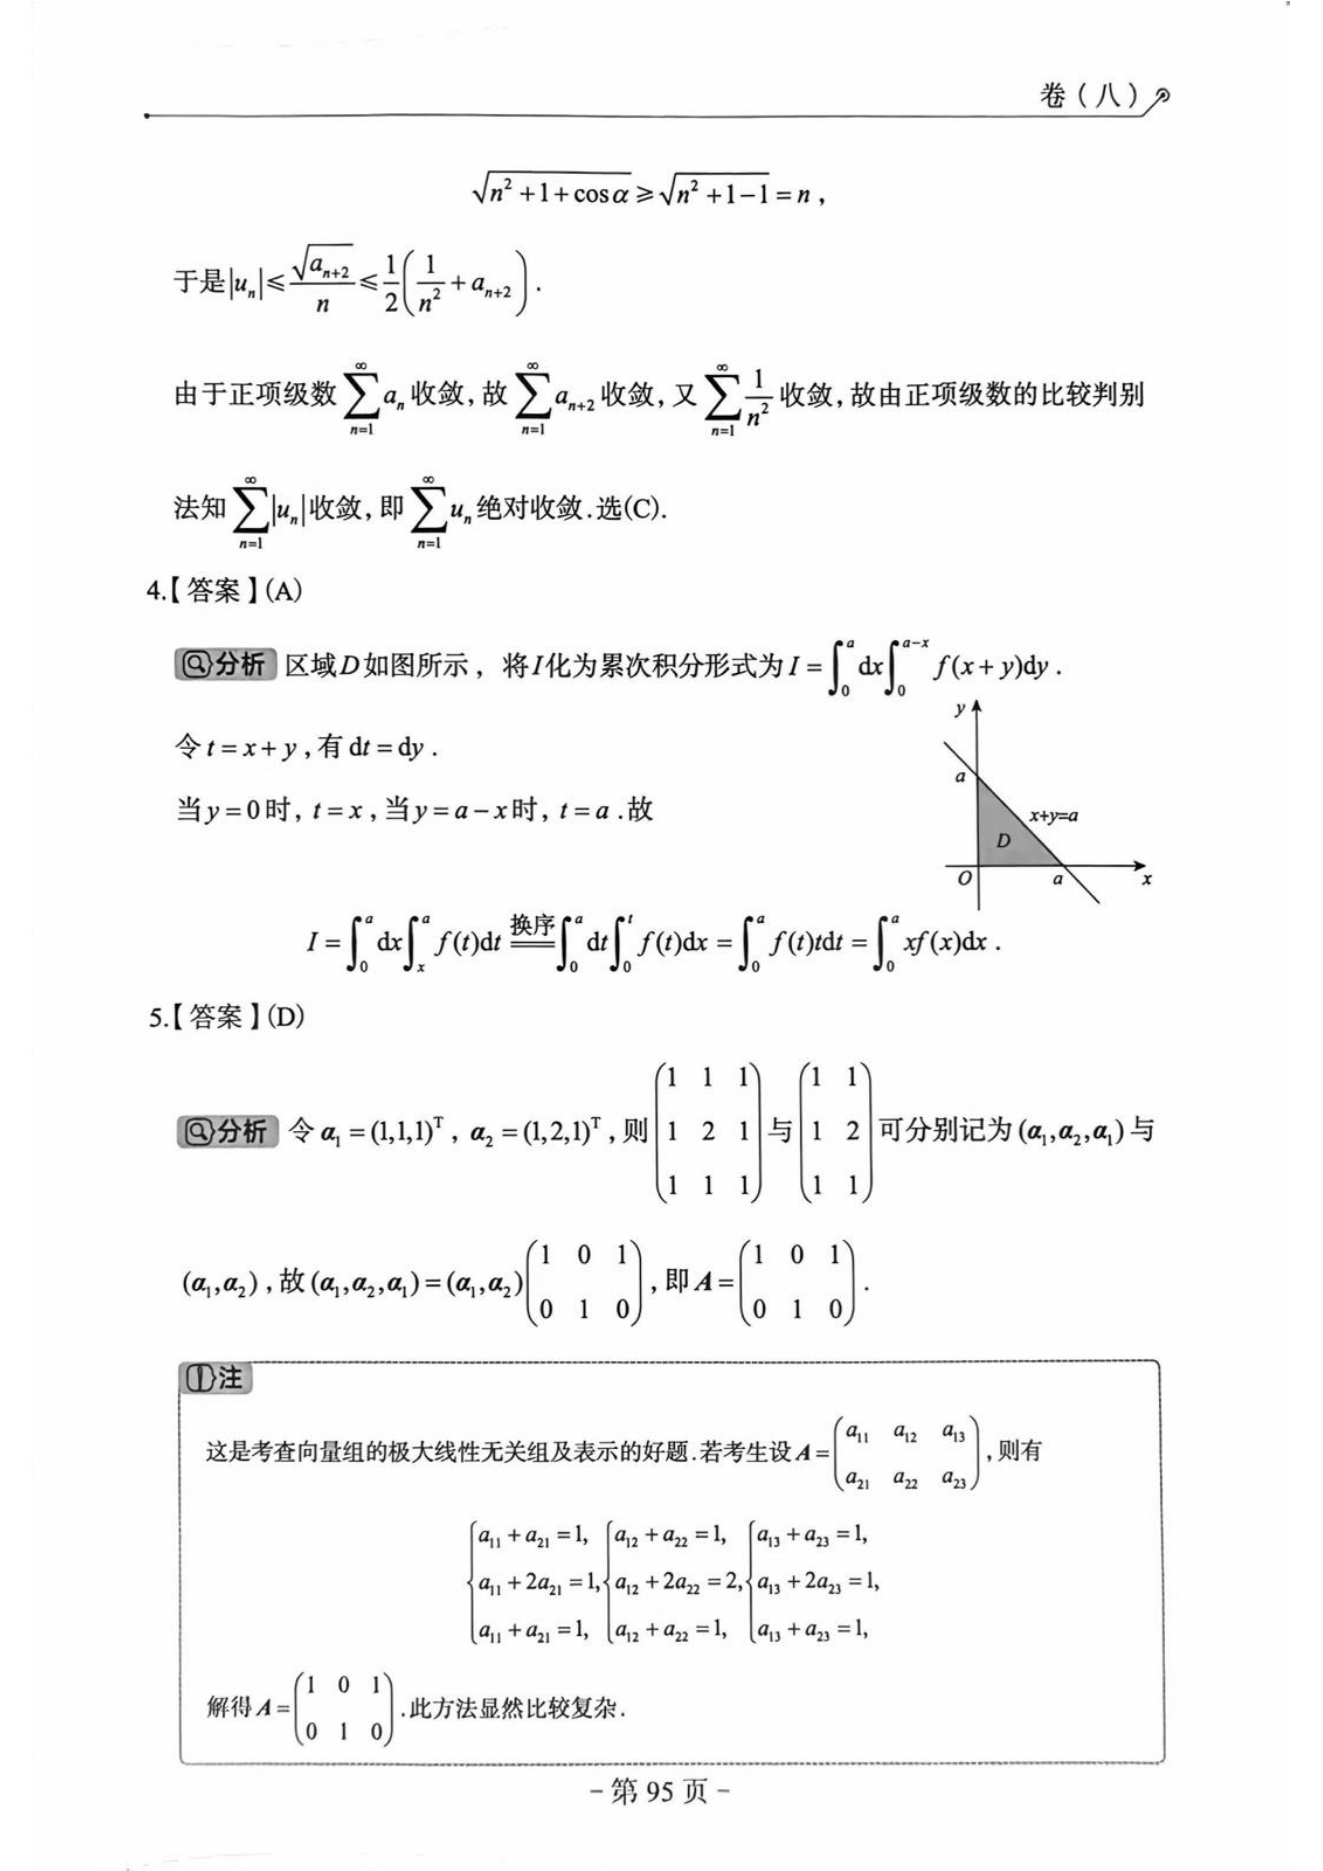 卷(八)
$\sqrt{n^2+1+\cos\alpha} \geqslant \sqrt{n^2+1-1} = n$ ,
于是 $|u_n| \leqslant \frac{\sqrt{a_{n+2}}}{n} \leqslant \frac{1}{2}\left(\frac{1}{n^2}+a_{n+2}\right)$ .
由于正项级数 $\sum_{n=1}^{\infty} a_n$ 收敛,故 $\sum_{n=1}^{\infty} a_{n+2}$ 收敛,又 $\sum_{n=1}^{\infty} \frac{1}{n^2}$ 收敛,故由正项级数的比较判别
法知 $\sum_{n=1}^{\infty} |u_n|$ 收敛,即 $\sum_{n=1}^{\infty} u_n$ 绝对收敛.选(C).
4.【答案】(A)
分析 区域D如图所示，将I化为累次积分形式为 $I = \int_0^a dx \int_0^{a-x} f(x+y)dy$ .
令 $t=x+y$ ,有 $dt=dy$ .
当 $y=0$ 时, $t=x$ ,当 $y=a-x$ 时, $t=a$ .故
y
a
x+y=a
D
O
a
x
$I = \int_0^a dx \int_x^a f(t)dt \overset{换序}{=\!=} \int_0^a dt \int_0^t f(t)dx = \int_0^a f(t)tdt = \int_0^a xf(x)dx$ .
5.【答案】(D)
分析 令 $\alpha_1=(1,1,1)^T$ , $\alpha_2=(1,2,1)^T$ ,则 $\begin{pmatrix} 1 & 1 & 1 \\ 1 & 2 & 1 \\ 1 & 1 & 1 \end{pmatrix}$ 与 $\begin{pmatrix} 1 & 1 \\ 1 & 2 \\ 1 & 1 \end{pmatrix}$ 可分别记为 $(\alpha_1,\alpha_2,\alpha_1)$ 与
$(\alpha_1,\alpha_2)$ ,故 $(\alpha_1,\alpha_2,\alpha_1)=(\alpha_1,\alpha_2)\begin{pmatrix} 1 & 0 & 1 \\ 0 & 1 & 0 \end{pmatrix}$ ,即 $A=\begin{pmatrix} 1 & 0 & 1 \\ 0 & 1 & 0 \end{pmatrix}$ .
注
这是考查向量组的极大线性无关组及表示的好题.若考生设 $A=\begin{pmatrix} a_{11} & a_{12} & a_{13} \\ a_{21} & a_{22} & a_{23} \end{pmatrix}$ ,则有
$\begin{cases} a_{11}+a_{21}=1, \\ a_{11}+2a_{21}=1, \\ a_{11}+a_{21}=1, \end{cases} \begin{cases} a_{12}+a_{22}=1, \\ a_{12}+2a_{22}=2, \\ a_{12}+a_{22}=1, \end{cases} \begin{cases} a_{13}+a_{23}=1, \\ a_{13}+2a_{23}=1, \\ a_{13}+a_{23}=1, \end{cases}$
解得 $A=\begin{pmatrix} 1 & 0 & 1 \\ 0 & 1 & 0 \end{pmatrix}$ .此方法显然比较复杂.
- 第 95 页 -